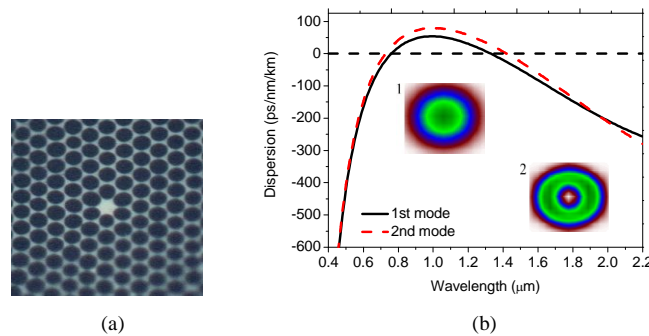 100
0
-100
-200
-300
-400
-500
-600
Dispersion (ps/nm/km)
1
2
1st mode
2nd mode
0.4 0.6 0.8 1.0 1.2 1.4 1.6 1.8 2.0 2.2
Wavelength (μm)
(a)
(b)